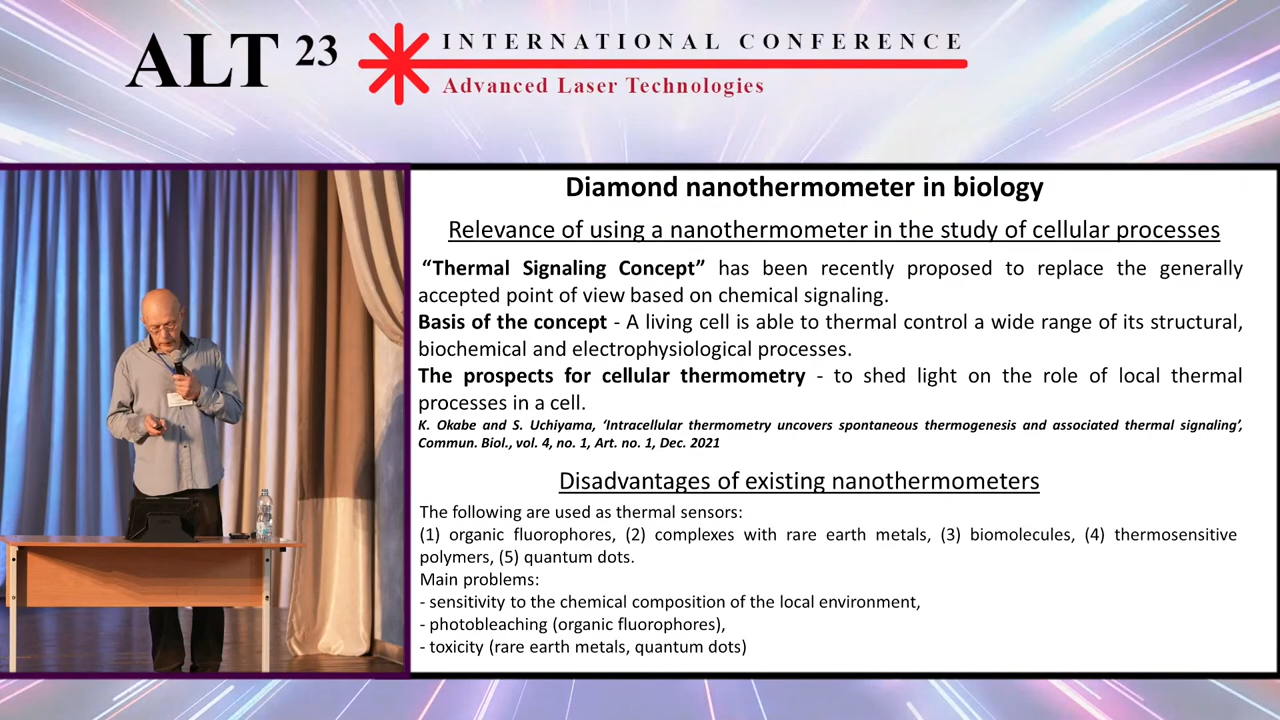 ALT 23
INTERNATIONAL CONFERENCE
Advanced Laser Technologies
Diamond nanothermometer in biology
Relevance of using a nanothermometer in the study of cellular processes
“Thermal Signaling Concept” has been recently proposed to replace the generally
accepted point of view based on chemical signaling.
Basis of the concept - A living cell is able to thermal control a wide range of its structural,
biochemical and electrophysiological processes.
The prospects for cellular thermometry - to shed light on the role of local thermal
processes in a cell.
K. Okabe and S. Uchiyama, ‘Intracellular thermometry uncovers spontaneous thermogenesis and associated thermal signaling’,
Commun. Biol., vol. 4, no. 1, Art. no. 1, Dec. 2021
Disadvantages of existing nanothermometers
The following are used as thermal sensors:
(1) organic fluorophores, (2) complexes with rare earth metals, (3) biomolecules, (4) thermosensitive
polymers, (5) quantum dots.
Main problems:
- sensitivity to the chemical composition of the local environment,
- photobleaching (organic fluorophores),
- toxicity (rare earth metals, quantum dots)